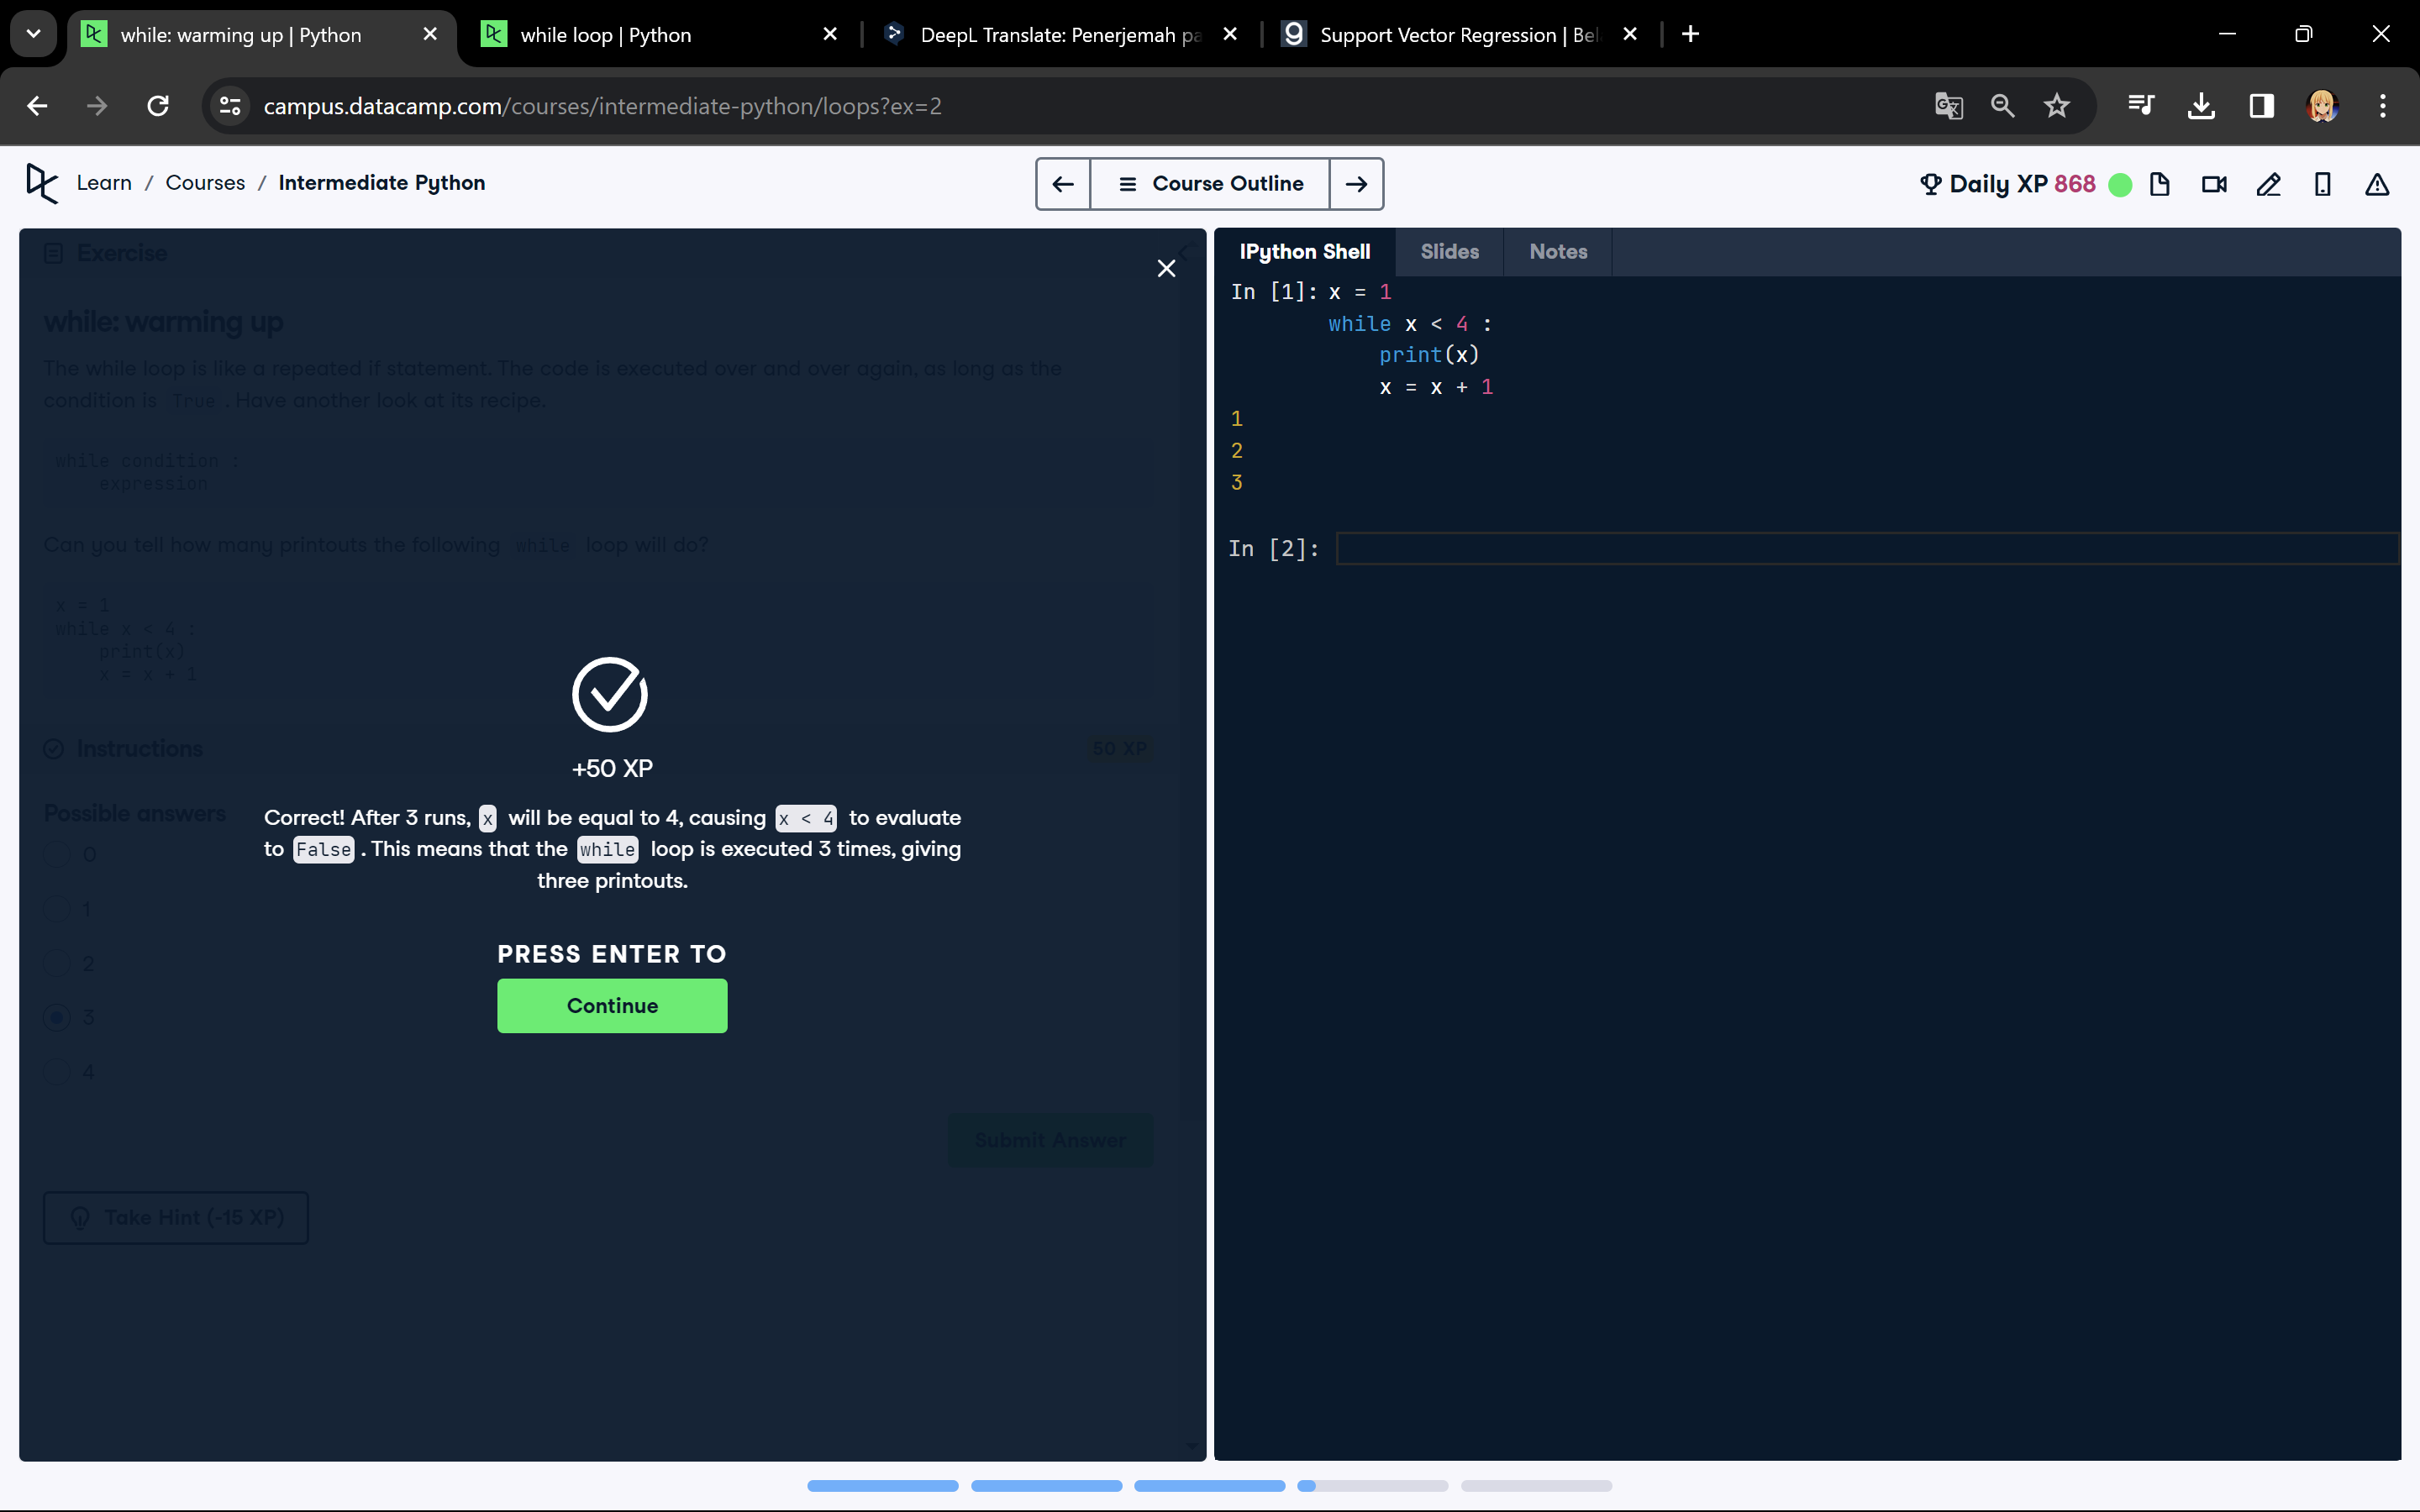 while: warming up | Python
while loop | Python
DeepL Translate: Penerjemah pa
Support Vector Regression | Bel
campus.datacamp.com/courses/intermediate-python/loops?ex=2
Learn / Courses / Intermediate Python
Course Outline
Daily XP 868
Exercise
while: warming up
The while loop is like a repeated if statement. The code is executed over and over again, as long as the
condition is True . Have another look at its recipe.
while condition :
    expression
Can you tell how many printouts the following while loop will do?
x = 1
while x < 4 :
    print(x)
    x = x + 1
Instructions
50 XP
Possible answers
0
1
2
3
4
+50 XP
Correct! After 3 runs, x will be equal to 4, causing x < 4 to evaluate
to False . This means that the while loop is executed 3 times, giving
three printouts.
PRESS ENTER TO
Continue
Submit Answer
Take Hint (-15 XP)
IPython Shell
Slides
Notes
In [1]: x = 1
while x < 4 :
    print(x)
    x = x + 1
1
2
3
In [2]: